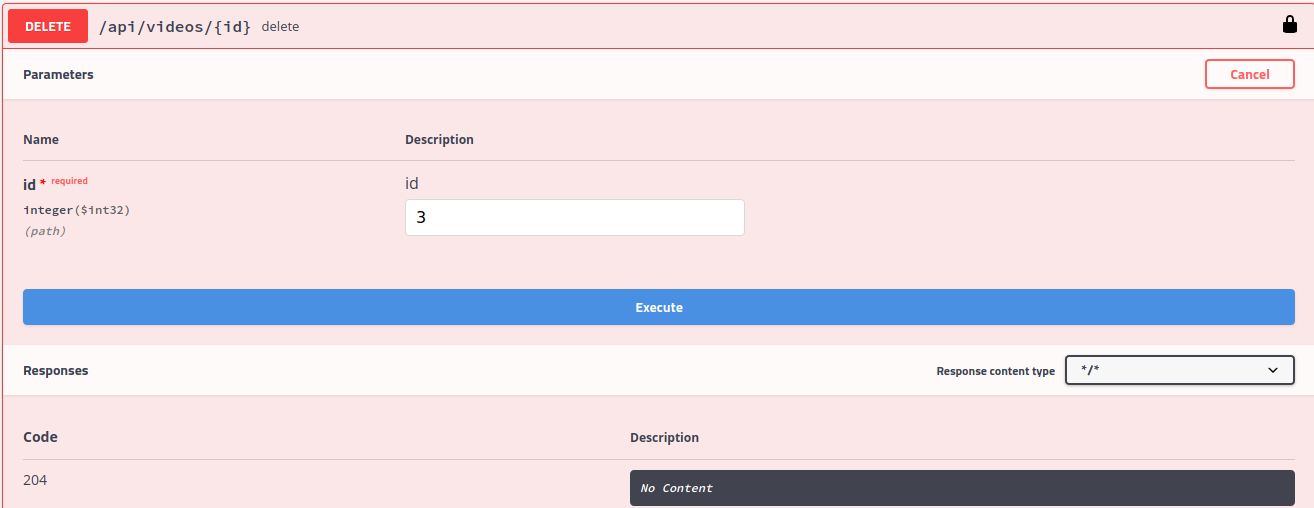 DELETE /api/videos/{id} delete
Parameters Cancel
Name Description
id * required id
integer($int32) 3
(path)
Execute
Responses Response content type */*
Code Description
204 No Content